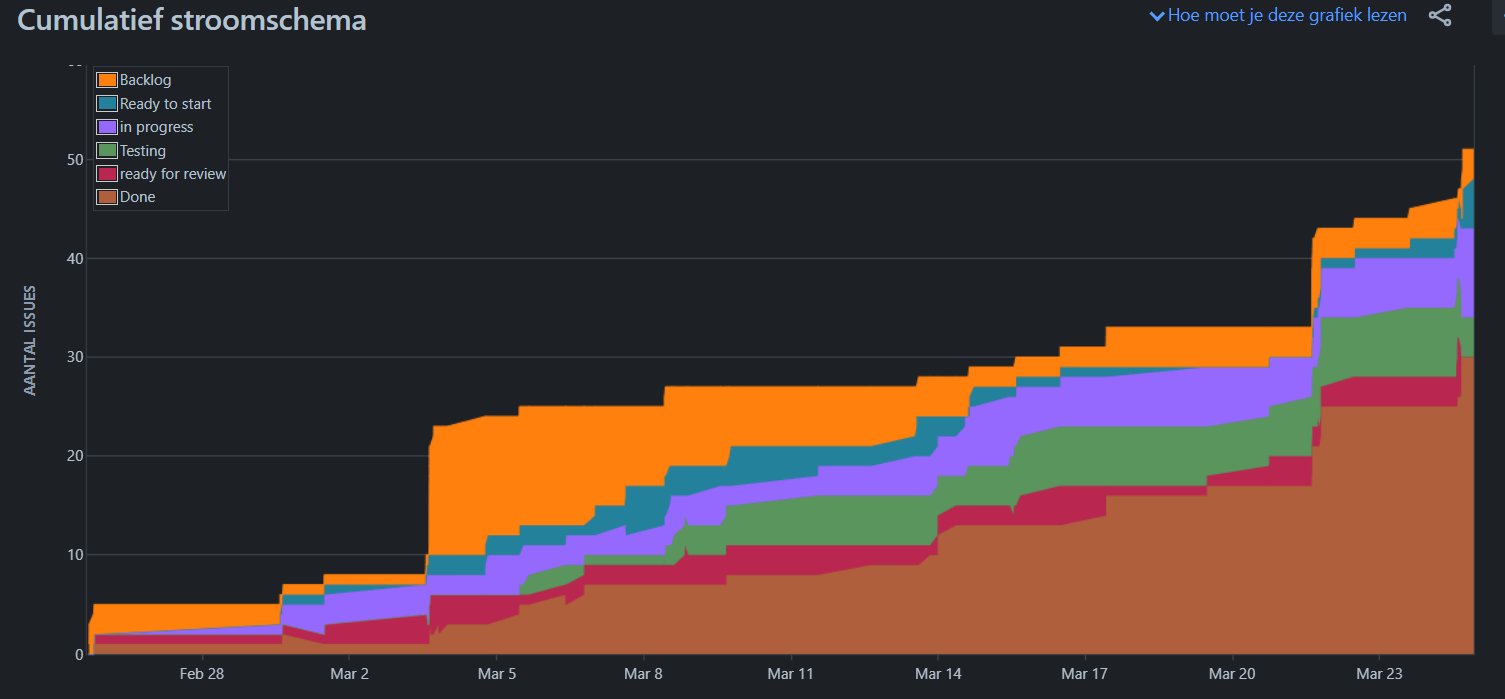 Cumulatief stroomschema
Hoe moet je deze grafiek lezen
Backlog
Ready to start
in progress
Testing
ready for review
Done
AANTAL ISSUES
50
40
30
20
10
0
Feb 28
Mar 2
Mar 5
Mar 8
Mar 11
Mar 14
Mar 17
Mar 20
Mar 23